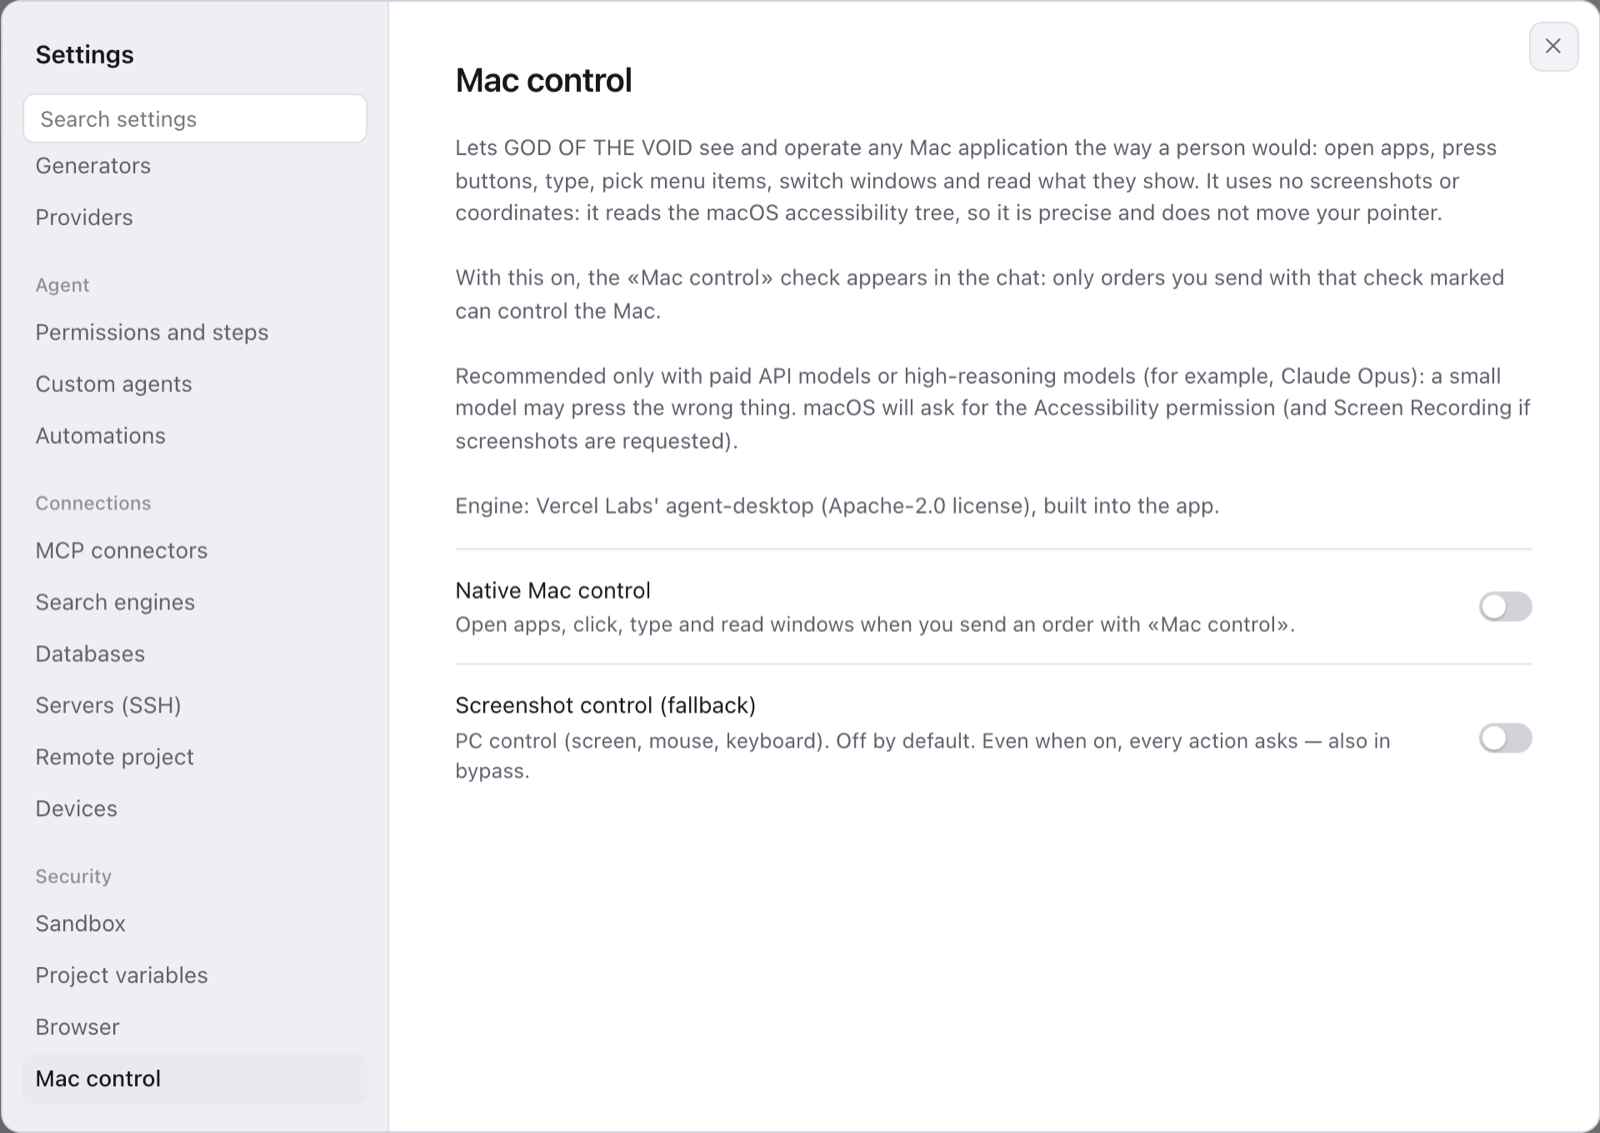 Settings
Search settings
Generators
Providers
Agent
Permissions and steps
Custom agents
Automations
Connections
MCP connectors
Search engines
Databases
Servers (SSH)
Remote project
Devices
Security
Sandbox
Project variables
Browser
Mac control
Mac control
Lets GOD OF THE VOID see and operate any Mac application the way a person would: open apps, press
buttons, type, pick menu items, switch windows and read what they show. It uses no screenshots or
coordinates: it reads the macOS accessibility tree, so it is precise and does not move your pointer.
With this on, the «Mac control» check appears in the chat: only orders you send with that check marked
can control the Mac.
Recommended only with paid API models or high-reasoning models (for example, Claude Opus): a small
model may press the wrong thing. macOS will ask for the Accessibility permission (and Screen Recording if
screenshots are requested).
Engine: Vercel Labs' agent-desktop (Apache-2.0 license), built into the app.
Native Mac control
Open apps, click, type and read windows when you send an order with «Mac control».
Screenshot control (fallback)
PC control (screen, mouse, keyboard). Off by default. Even when on, every action asks — also in
bypass.